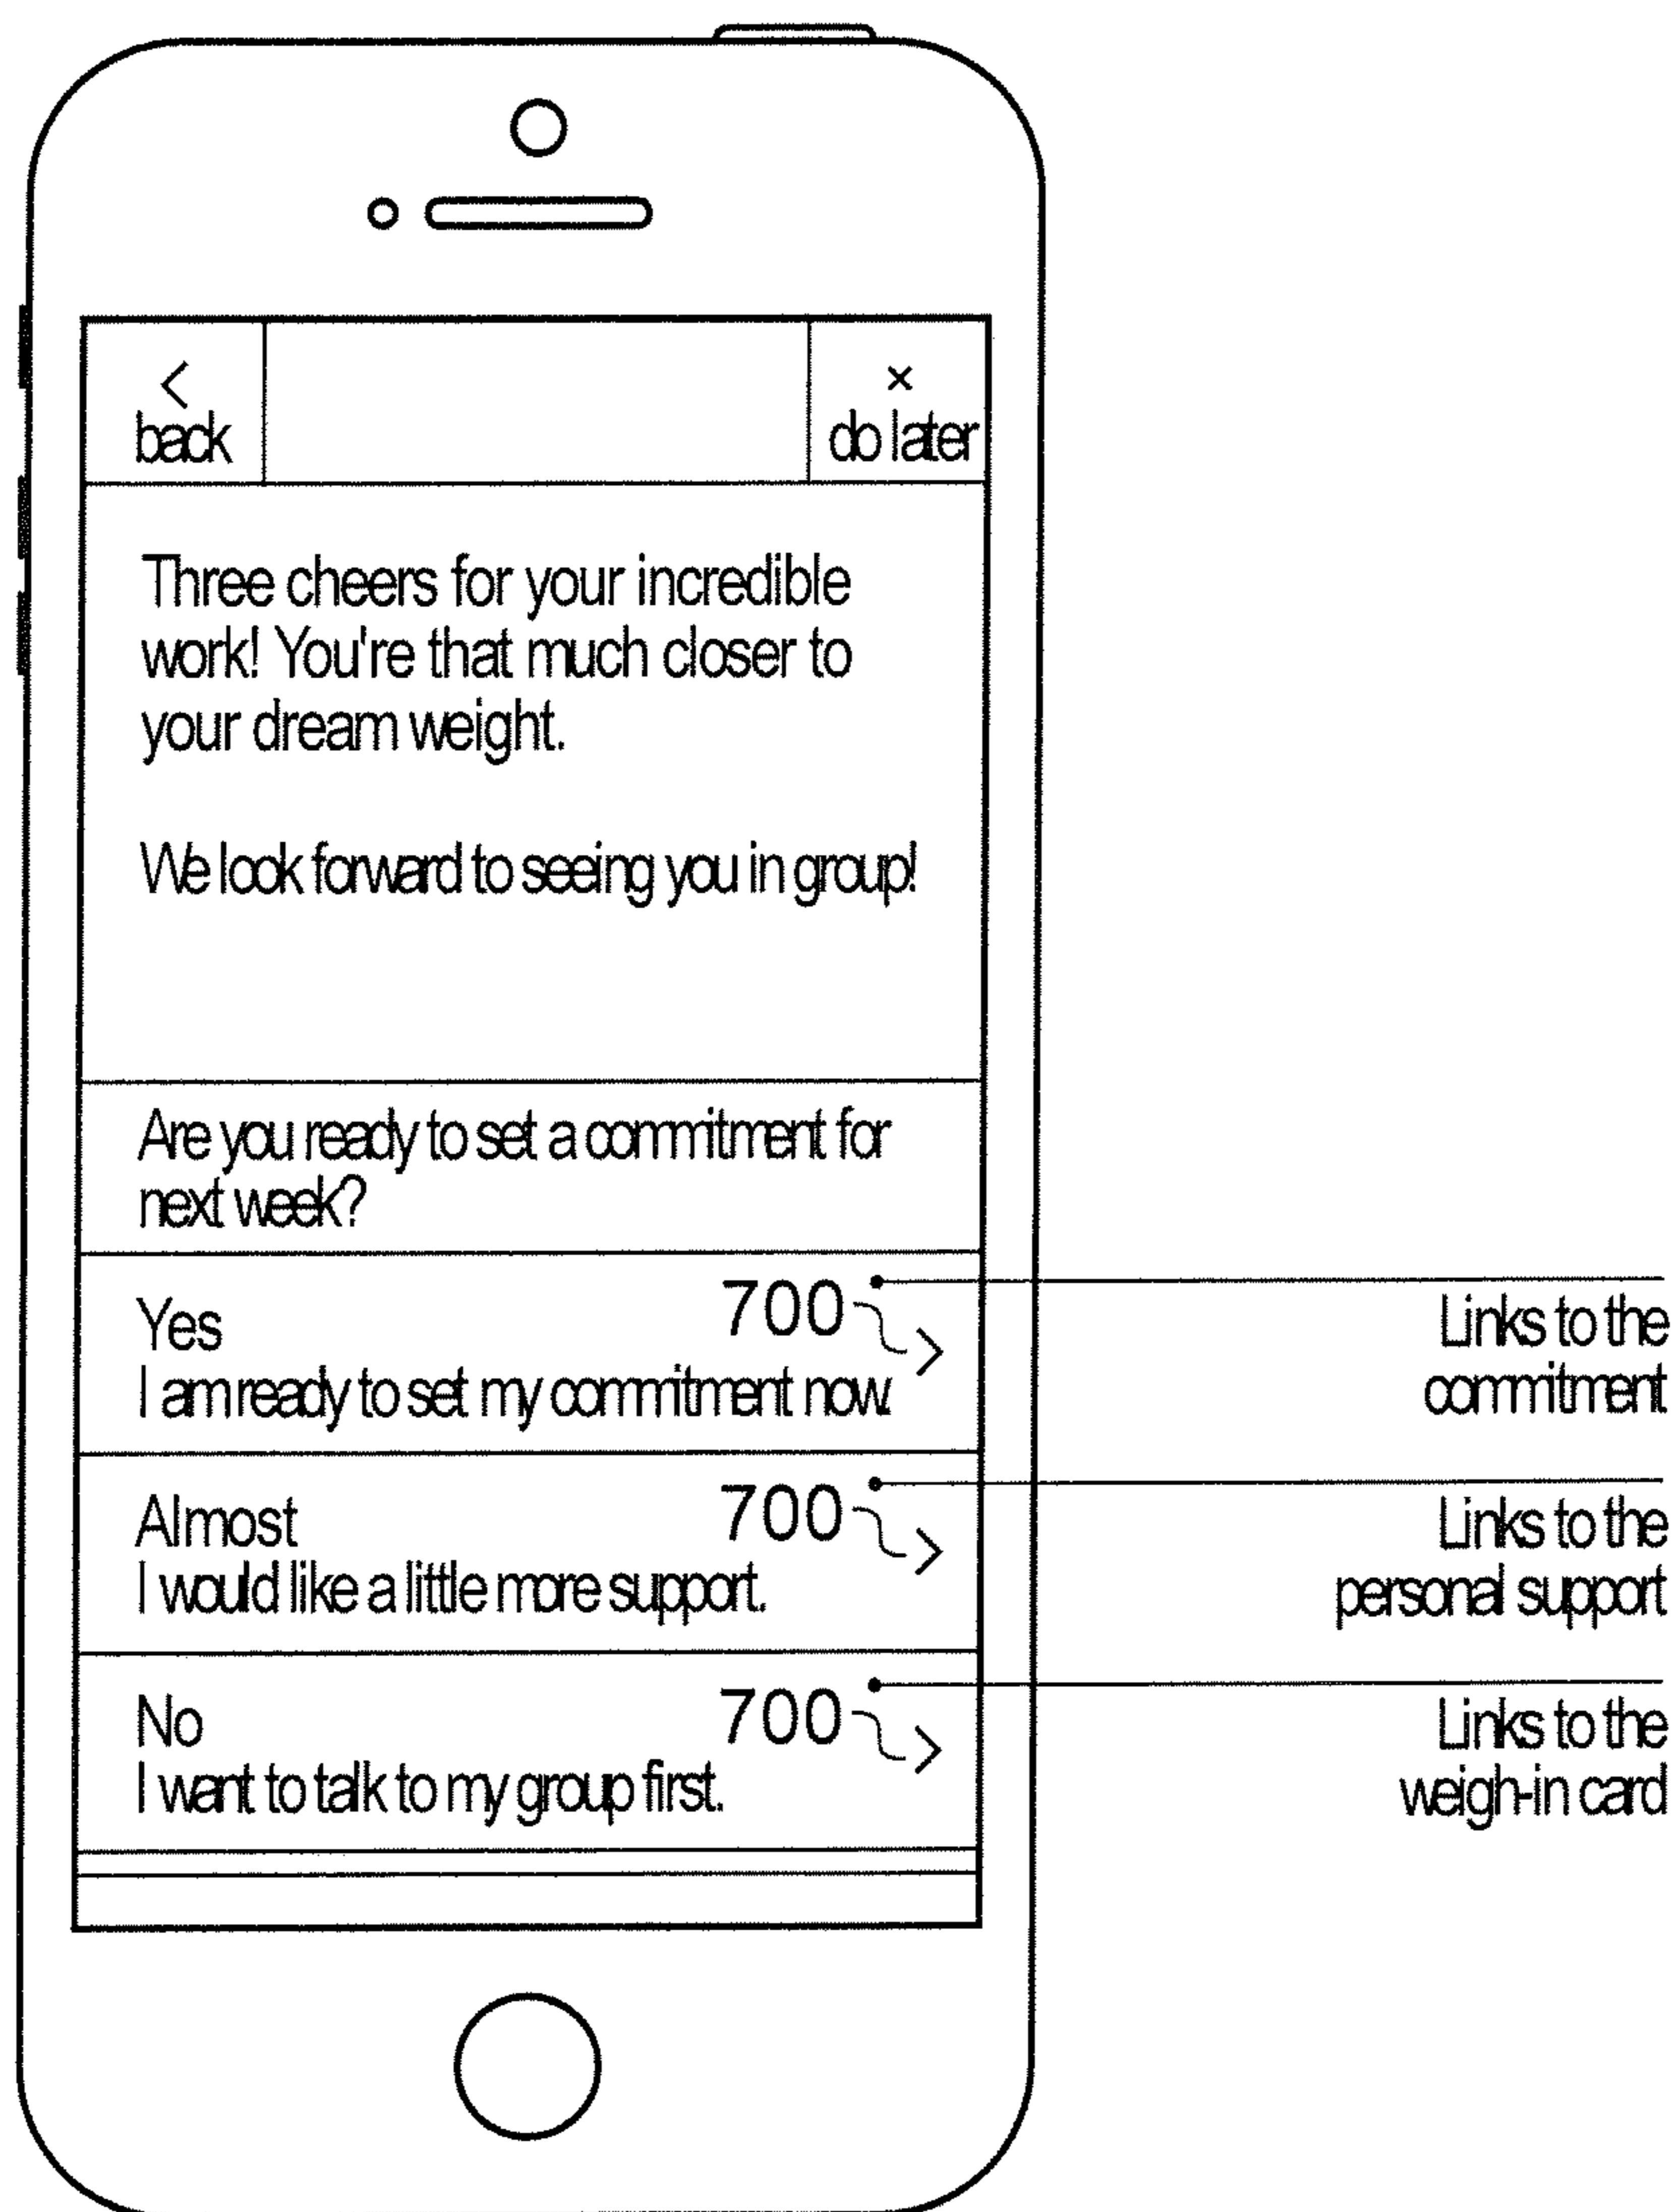 <
back
×
do later
Three cheers for your incredible
work! You're that much closer to
your dream weight.
We look forward to seeing you in group!
Are you ready to set a commitment for
next week?
Yes
700 >
I am ready to set my commitment now.
Links to the
commitment
Almost
700 >
I would like a little more support.
Links to the
personal support
No
700 >
I want to talk to my group first.
Links to the
weigh-in card